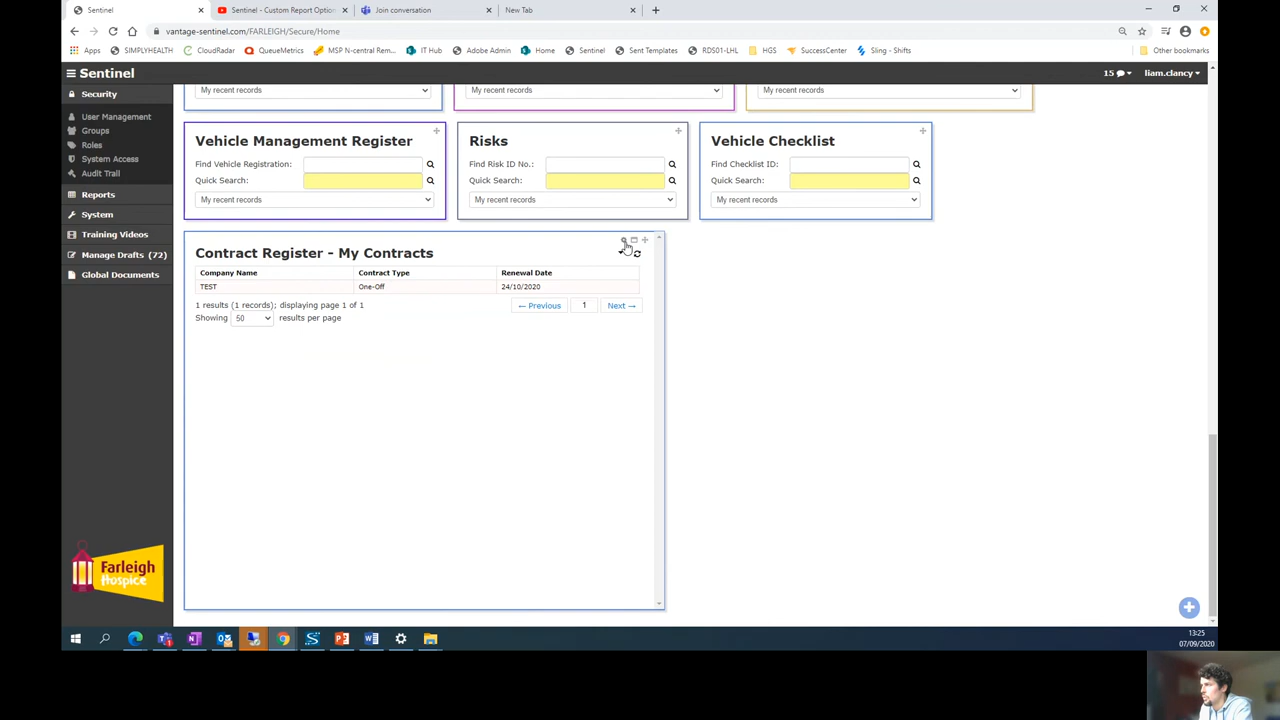 Sentinel
Sentinel - Custom Report Option
Join conversation
New Tab
vantage-sentinel.com/FARLEIGH/Secure/Home
Apps SIMPLYHEALTH CloudRadar QueueMetrics MSP N-central Rem... IT Hub Adobe Admin Home Sentinel Sent Templates RDS01-LHL HGS SuccessCenter Sling - Shifts Other bookmarks
Sentinel
15
liam.clancy
Security
User Management
Groups
Roles
System Access
Audit Trail
Reports
System
Training Videos
Manage Drafts (72)
Global Documents
Farleigh
Hospice
My recent records
My recent records
My recent records
Vehicle Management Register
Find Vehicle Registration:
Quick Search:
My recent records
Risks
Find Risk ID No.:
Quick Search:
My recent records
Vehicle Checklist
Find Checklist ID:
Quick Search:
My recent records
Contract Register - My Contracts
Company Name Contract Type Renewal Date
TEST One-Off 24/10/2020
1 results (1 records); displaying page 1 of 1
← Previous 1 Next →
Showing 50 results per page
13:25
07/09/2020